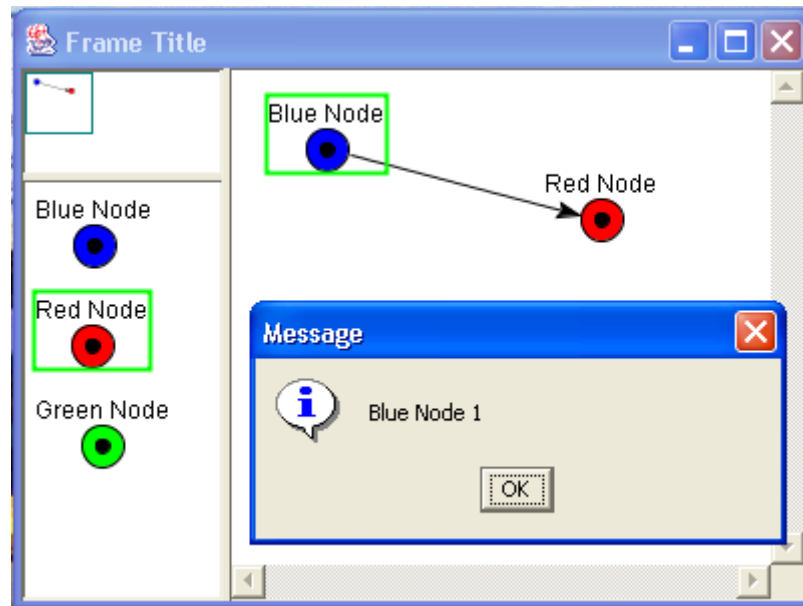 Frame Title
Blue Node
Red Node
Green Node
Blue Node
Red Node
Message
Blue Node 1
OK